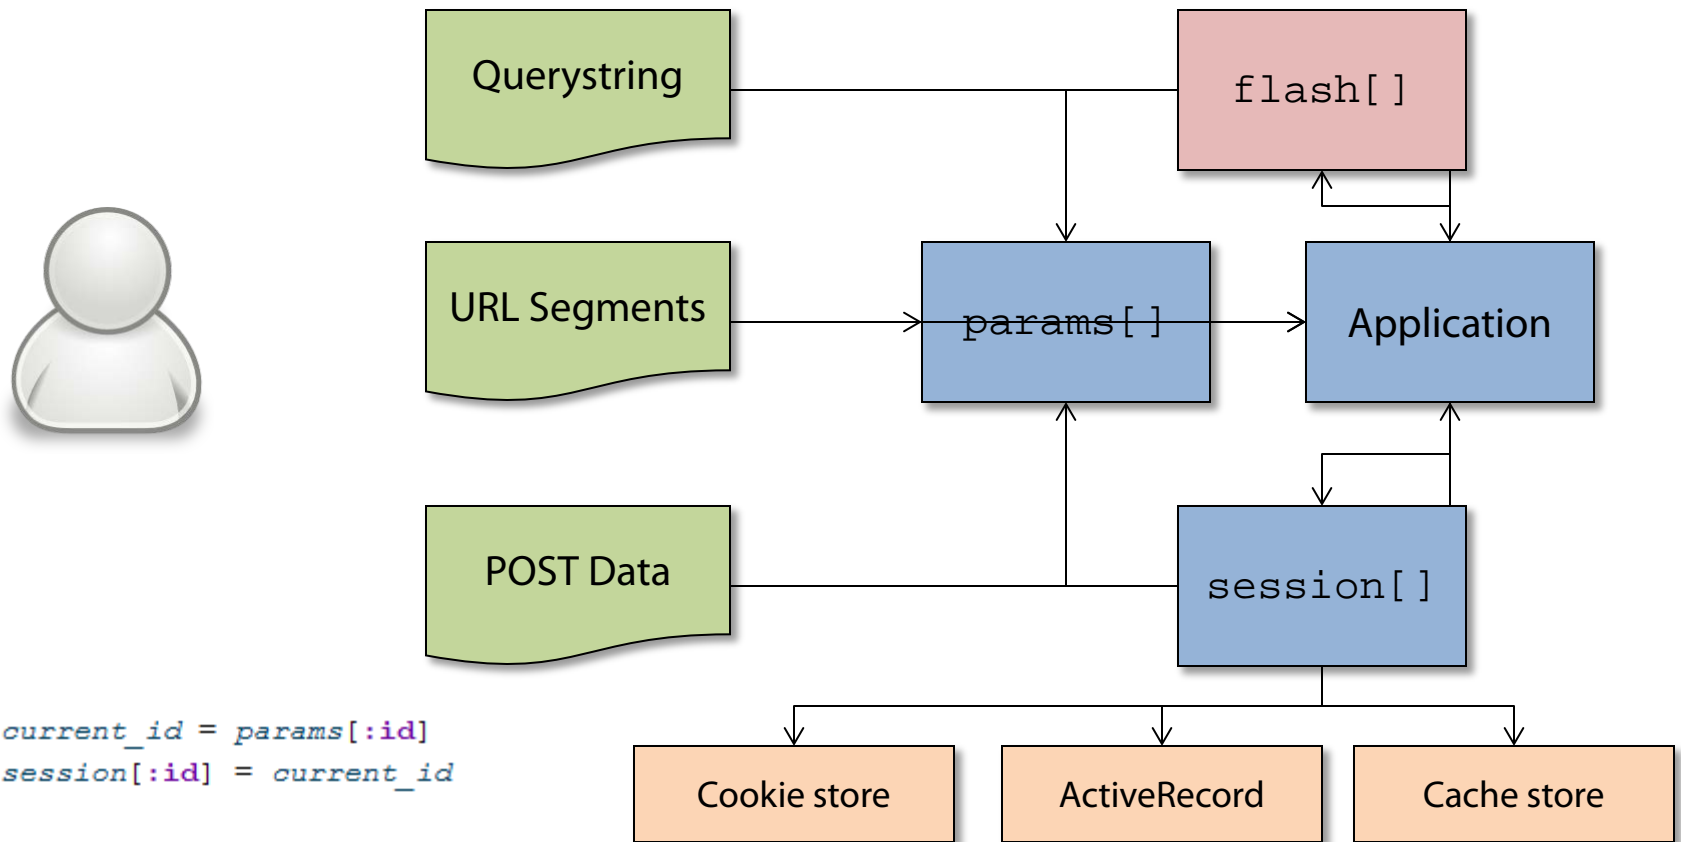 Querystring
flash[]
URL Segments
params[]
Application
POST Data
session[]
current_id = params[:id]
session[:id] = current_id
Cookie store
ActiveRecord
Cache store